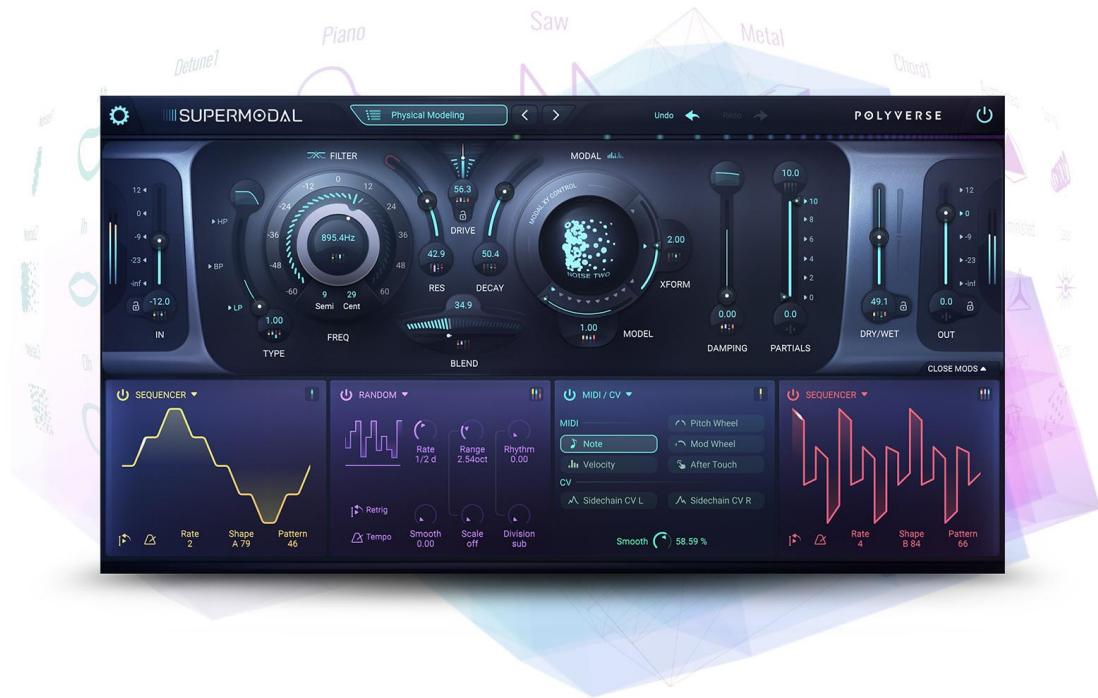 Saw
Piano
Metal
Detune1
Chord1
SUPERMODAL
Physical Modeling
Undo
Redo
POLYVERSE
FILTER
MODAL
12
0
-9
-23
-inf
-12.0
IN
HP
BP
LP
1.00
TYPE
-60
-48
-36
-24
-12
0
12
24
36
48
60
895.4Hz
9
Semi
29
Cent
FREQ
56.3
DRIVE
42.9
RES
50.4
DECAY
34.9
BLEND
MODAL XY CONTROL
NOISE TWO
2.00
XFORM
1.00
MODEL
0.00
DAMPING
10.0
10
8
6
4
2
0
0.0
PARTIALS
49.1
DRY/WET
12
0
-9
-23
-inf
0.0
OUT
CLOSE MODS
SEQUENCER
Rate
2
Shape
A 79
Pattern
46
RANDOM
Rate
1/2 d
Range
2.54oct
Rhythm
0.00
Retrig
Tempo
Smooth
0.00
Scale
off
Division
sub
MIDI / CV
MIDI
Note
Velocity
Pitch Wheel
Mod Wheel
After Touch
CV
Sidechain CV L
Sidechain CV R
Smooth
58.59 %
SEQUENCER
Rate
4
Shape
B 84
Pattern
66